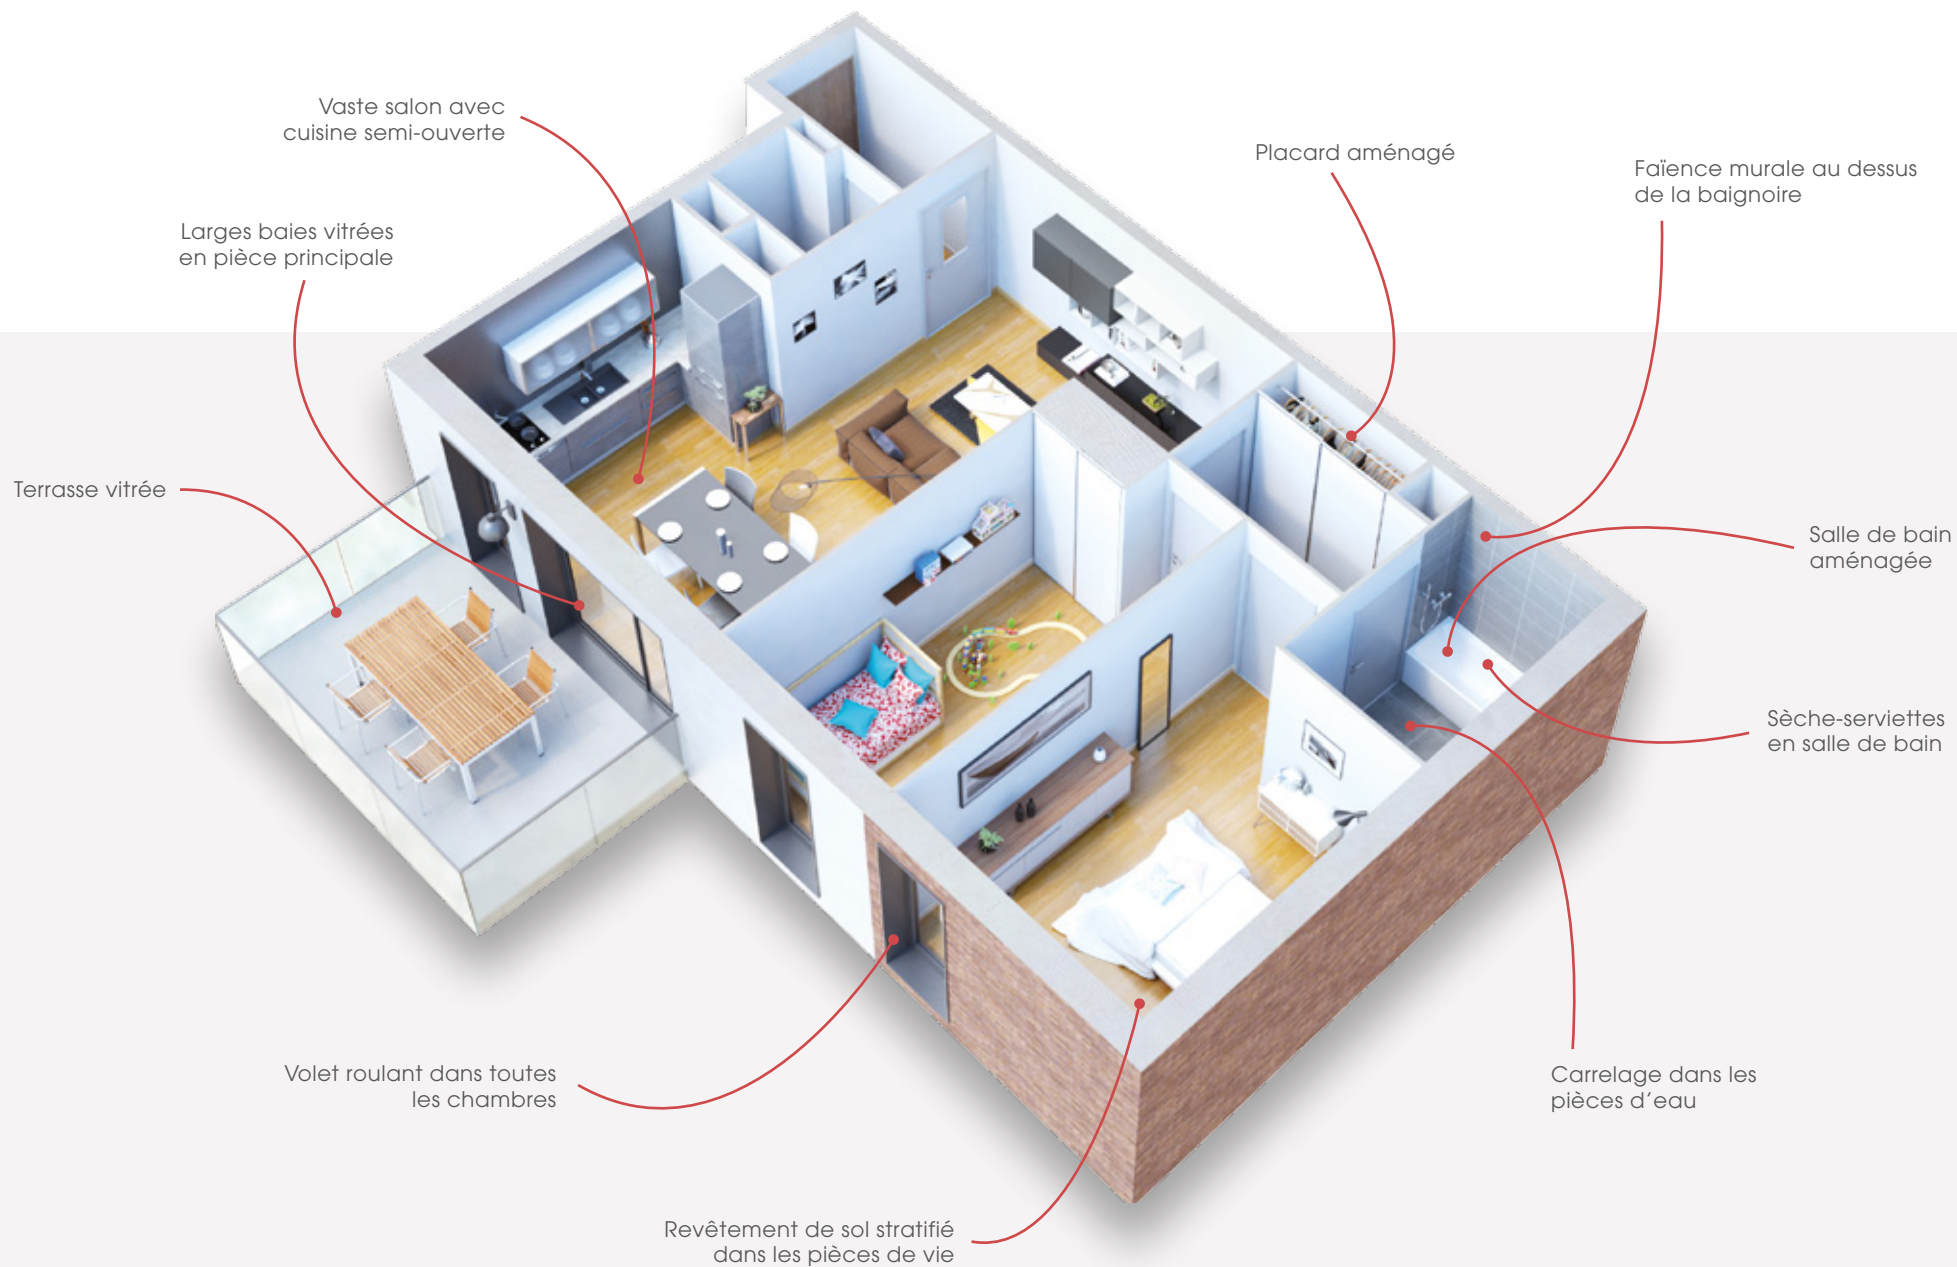 Vaste salon avec
cuisine semi-ouverte
Placard aménagé
Faïence murale au dessus
de la baignoire
Larges baies vitrées
en pièce principale
Terrasse vitrée
Salle de bain
aménagée
Sèche-serviettes
en salle de bain
Volet roulant dans toutes
les chambres
Carrelage dans les
pièces d’eau
Revêtement de sol stratifié
dans les pièces de vie